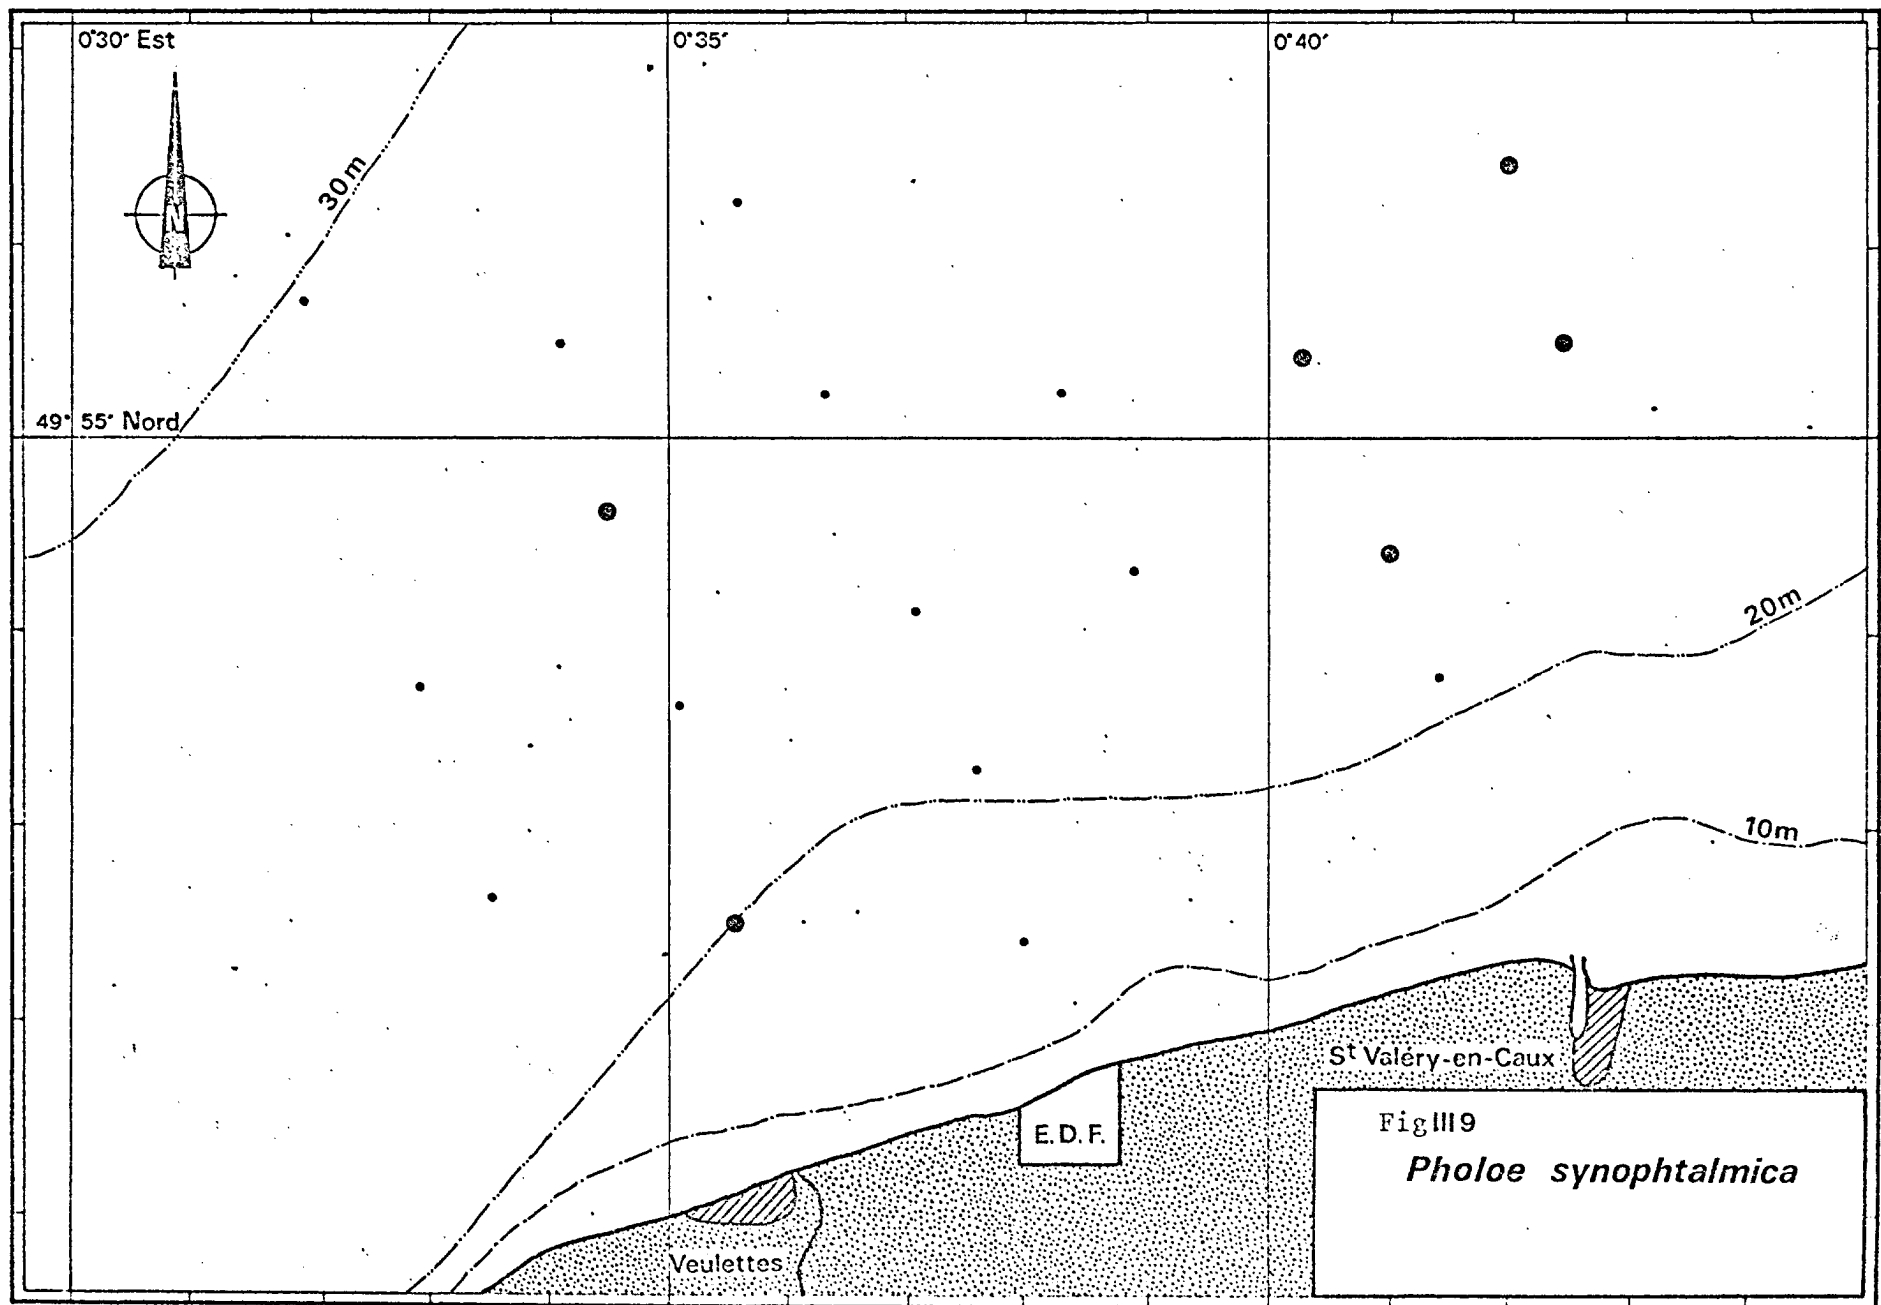 0°30' Est
0°35'
0°40'
N
30m
49° 55' Nord
20m
10m
St Valéry-en-Caux
E.D.F.
Veulettes
Fig III 9
Pholoe synophtalmica